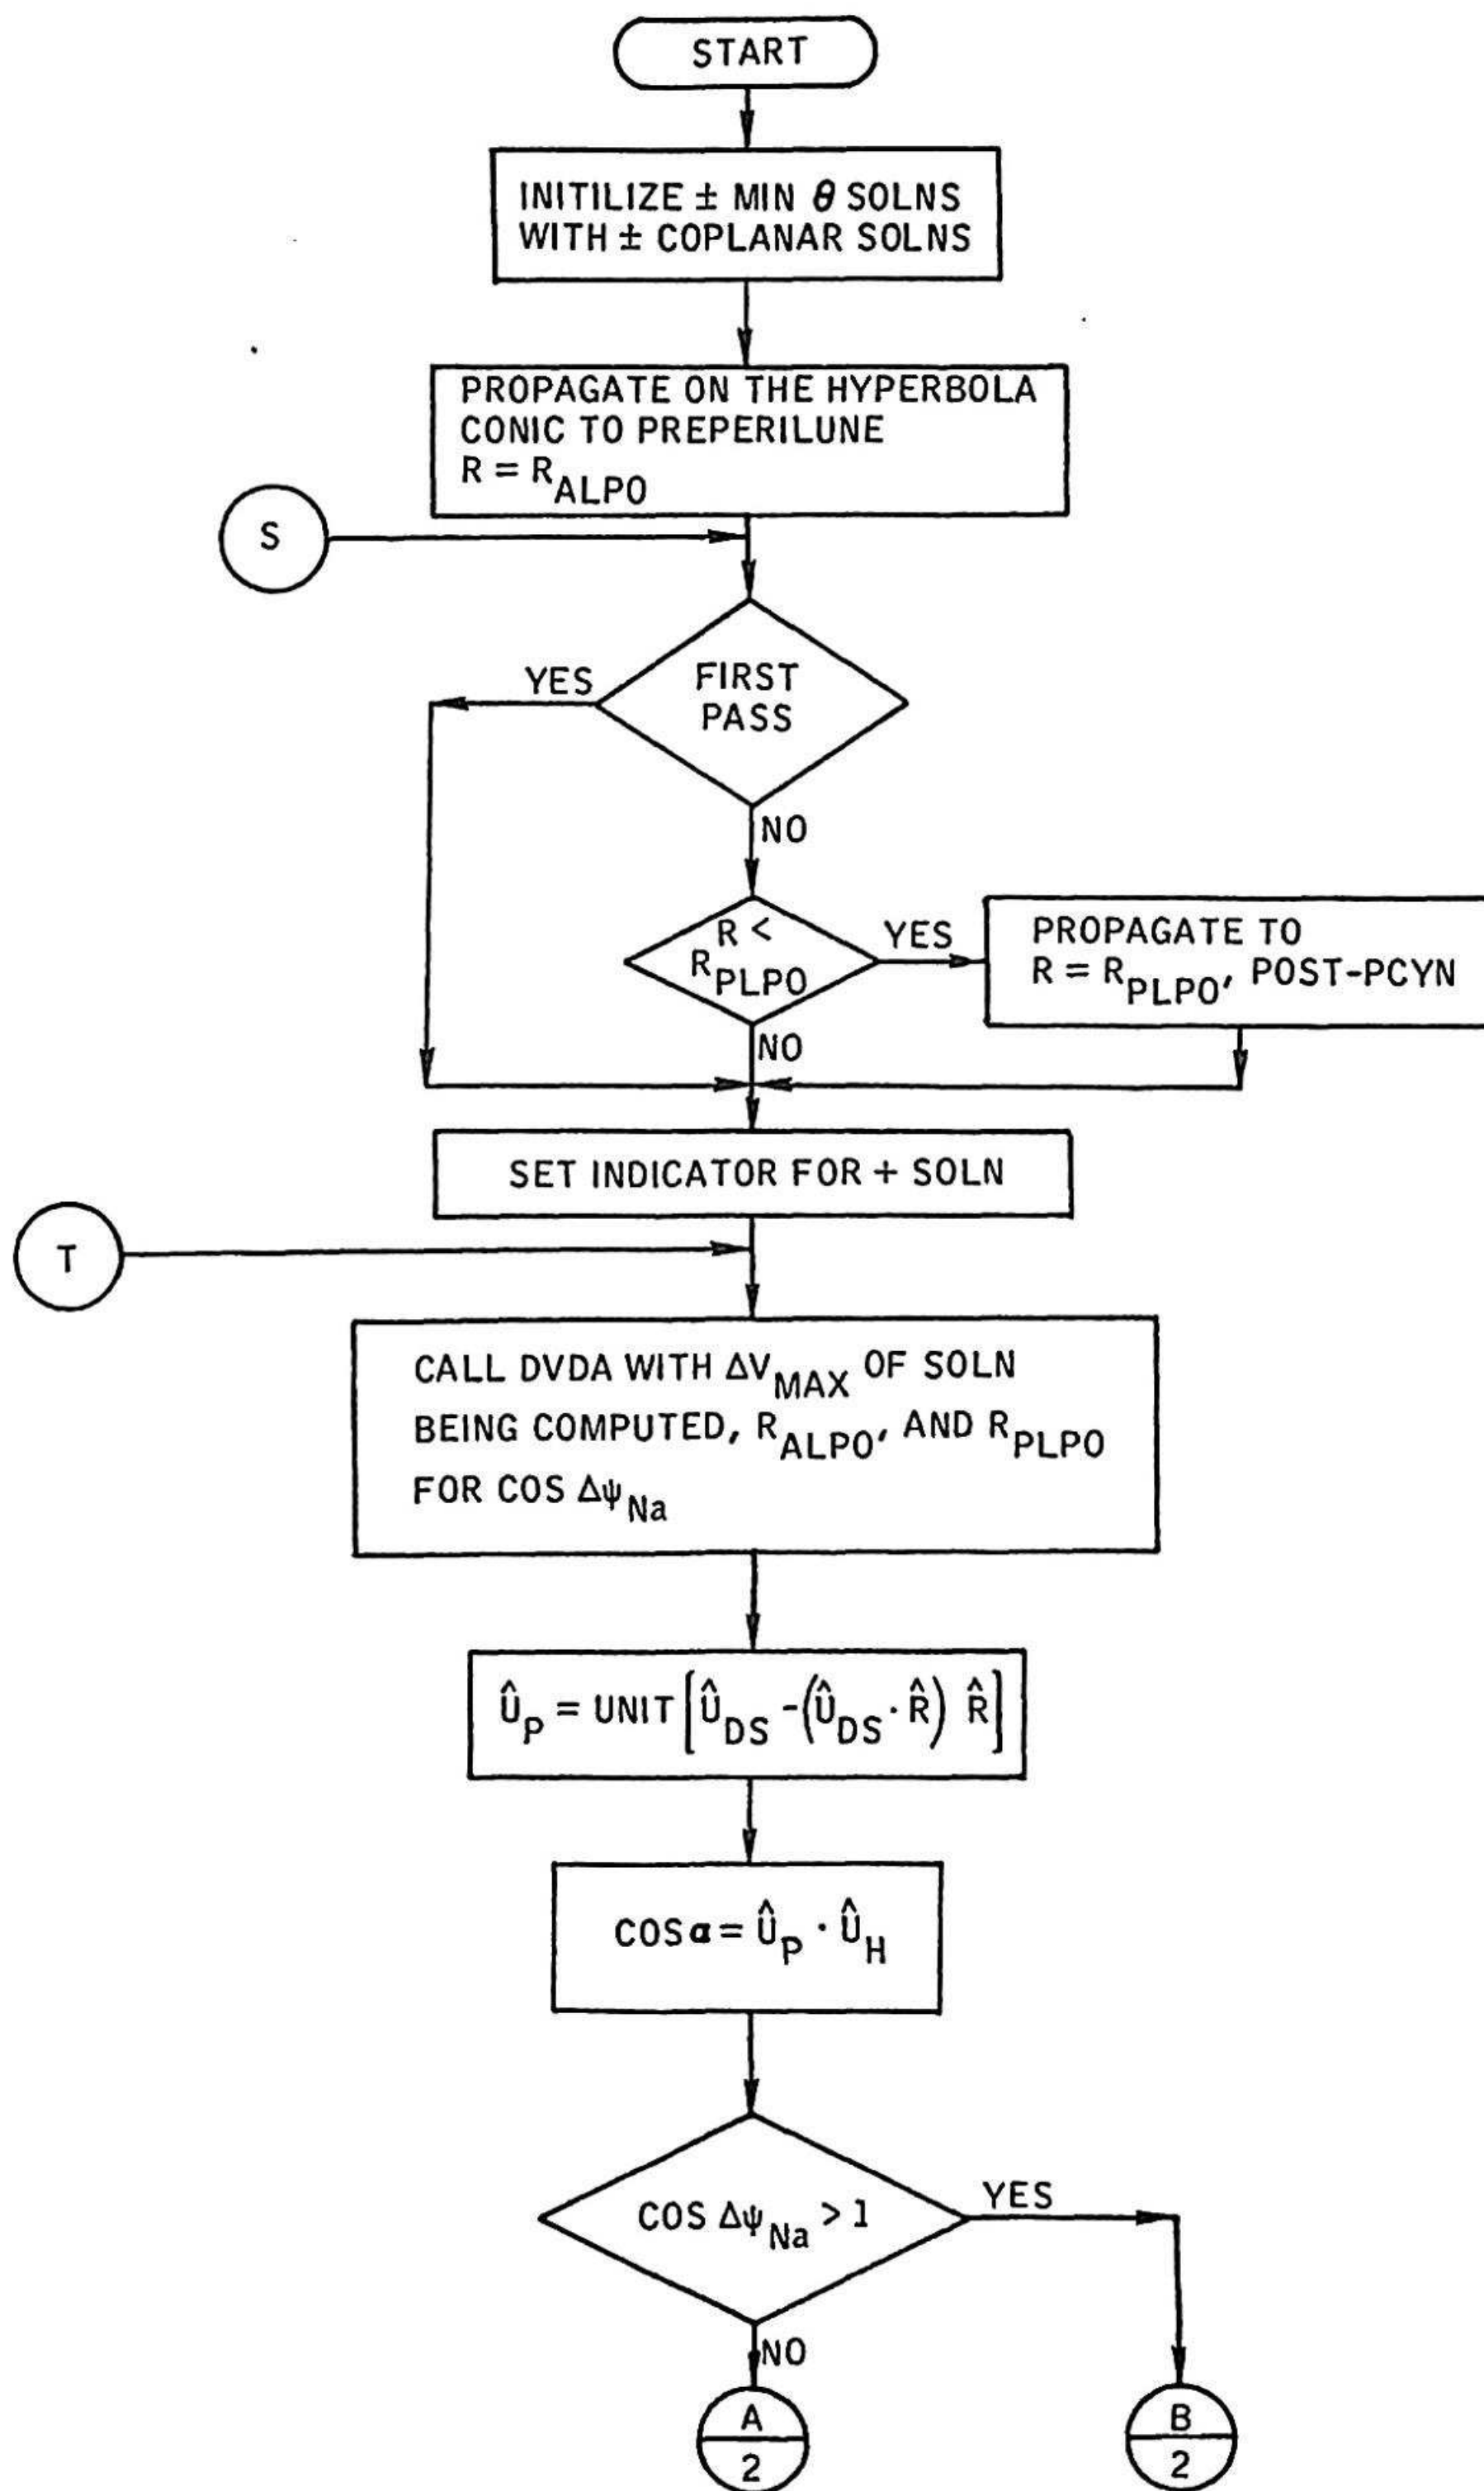 START
INITILIZE ± MIN θ SOLNS
WITH ± COPLANAR SOLNS
PROPAGATE ON THE HYPERBOLA
CONIC TO PREPERILUNE
R = R_ALPO
S
YES
FIRST
PASS
NO
R <
R_PLPO
YES
PROPAGATE TO
R = R_PLPO, POST-PCYN
NO
SET INDICATOR FOR + SOLN
T
CALL DVDA WITH ΔV_MAX OF SOLN
BEING COMPUTED, R_ALPO, AND R_PLPO
FOR COS Δψ_Na
Û_P = UNIT [Û_DS - (Û_DS · R̂) R̂]
COS α = Û_P · Û_H
COS Δψ_Na > 1
YES
NO
A
2
B
2